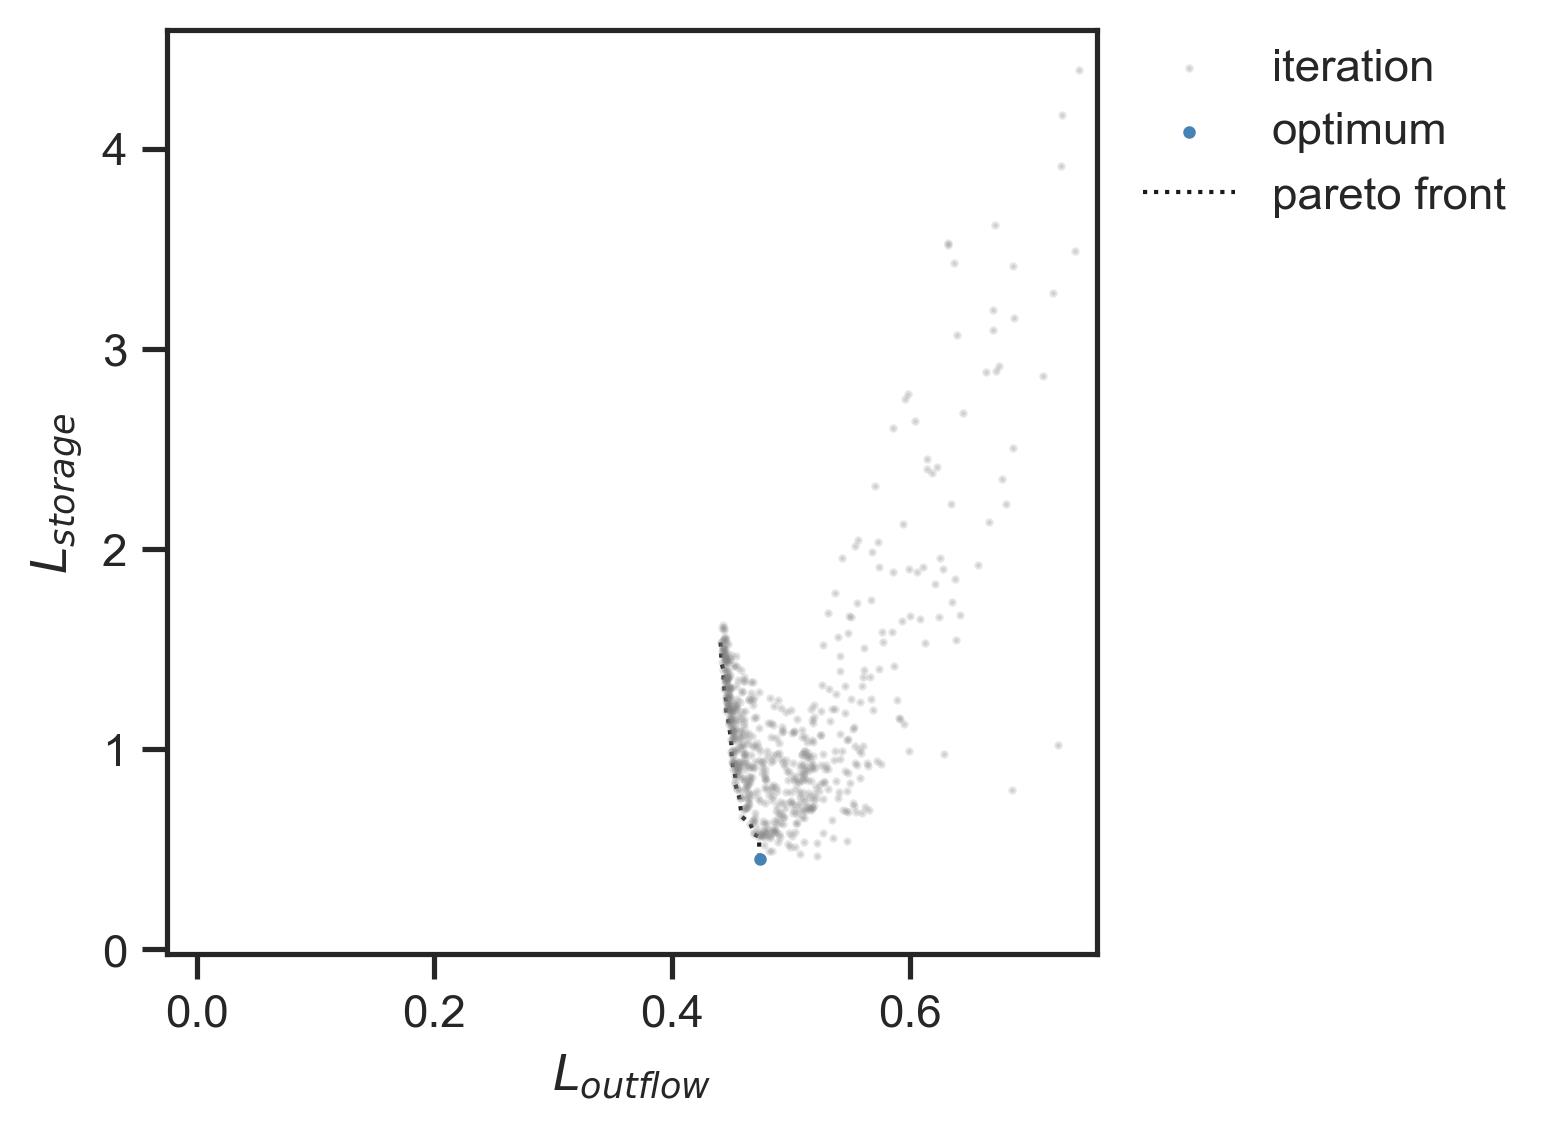 iteration
optimum
pareto front
4
3
2
1
0
L_storage
0.0 0.2 0.4 0.6
L_outflow